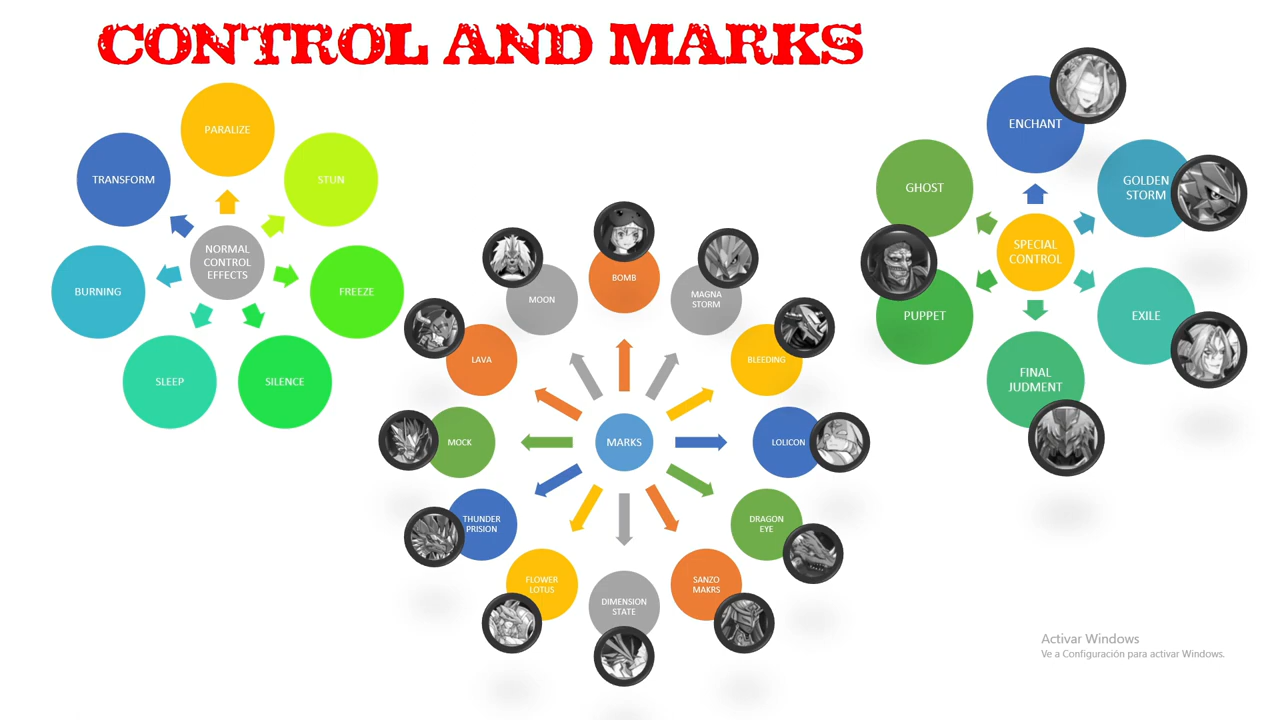 CONTROL AND MARKS
PARALIZE
TRANSFORM
STUN
NORMAL
CONTROL
EFFECTS
BURNING
FREEZE
SLEEP
SILENCE
BOMB
MOON
MAGNA
STORM
LAVA
BLEEDING
MOCK
MARKS
LOLICON
THUNDER
PRISION
DRAGON
EYE
FLOWER
LOTUS
SANZO
MAKRS
DIMENSION
STATE
ENCHANT
GHOST
GOLDEN
STORM
SPECIAL
CONTROL
PUPPET
EXILE
FINAL
JUDMENT
Activar Windows
Ve a Configuración para activar Windows.